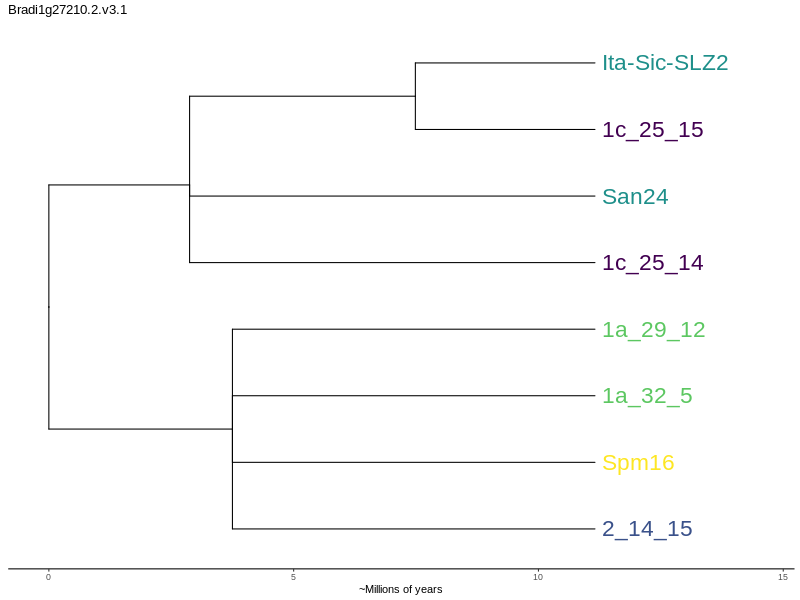 Bradi1g27210.2.v3.1
Ita-Sic-SLZ2
1c_25_15
San24
1c_25_14
1a_29_12
1a_32_5
Spm16
2_14_15
0 5 10 15
~Millions of years